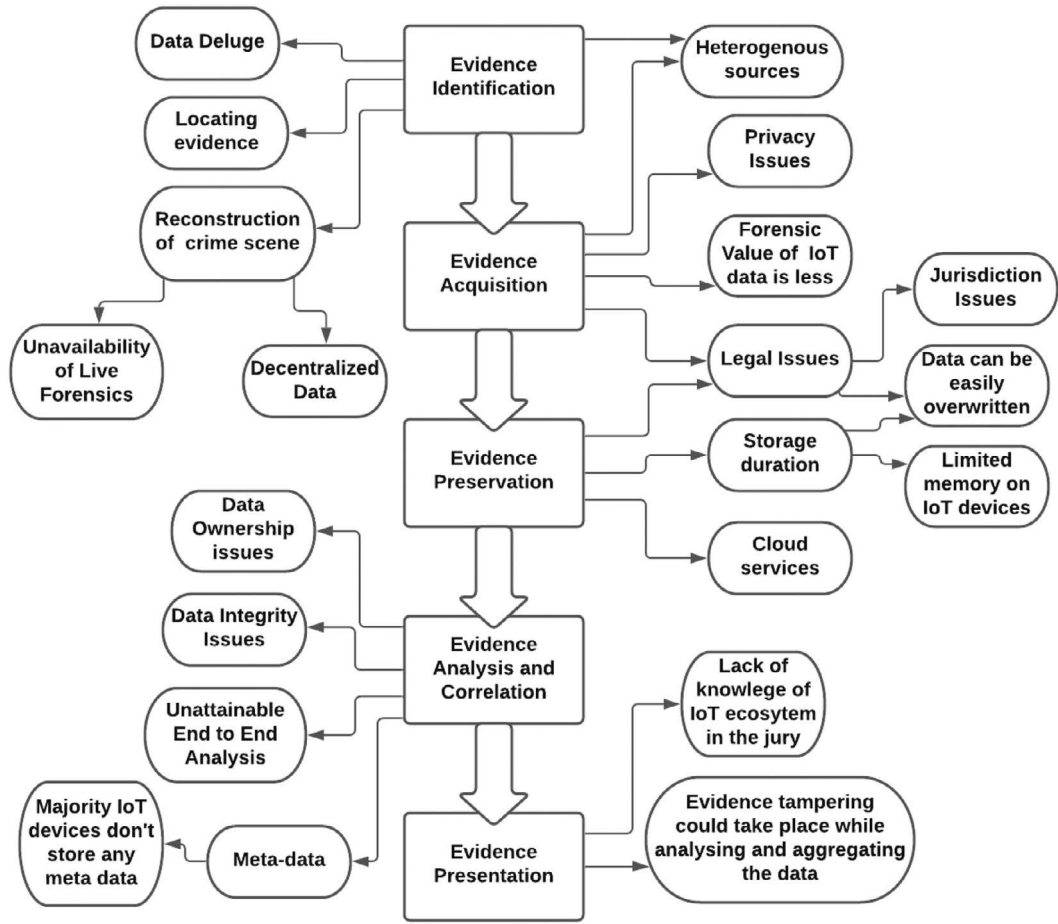 Data Deluge
Evidence
Identification
Heterogenous
sources
Locating
evidence
Privacy
Issues
Reconstruction
of crime scene
Evidence
Acquisition
Forensic
Value of IoT
data is less
Jurisdiction
Issues
Unavailability
of Live
Forensics
Decentralized
Data
Legal Issues
Data can be
easily
overwritten
Evidence
Preservation
Storage
duration
Limited
memory on
IoT devices
Data
Ownership
issues
Cloud
services
Data Integrity
Issues
Evidence
Analysis and
Correlation
Unattainable
End to End
Analysis
Lack of
knowlege of
IoT ecosytem
in the jury
Majority IoT
devices don't
store any
meta data
Meta-data
Evidence
Presentation
Evidence tampering
could take place while
analysing and aggregating
the data